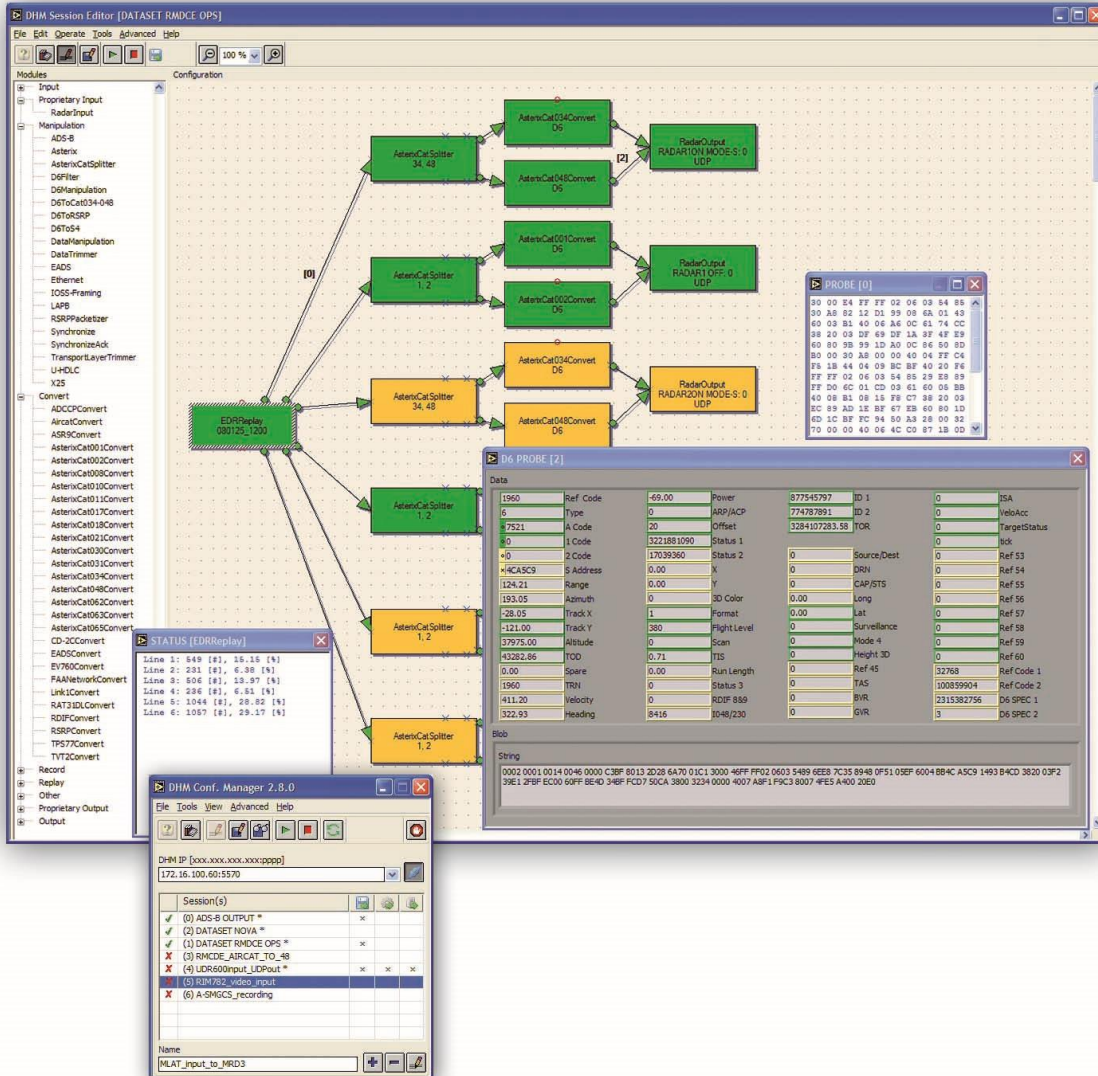 DHM Session Editor [DATASET RMDCE OPS]
File Edit Operate Tools Advanced Help
100 %
Modules
Configuration
Input
Proprietary Input
RadarInput
Manipulation
ADS-B
Asterix
AsterixCatSplitter
D6Filter
D6Manipulation
D6ToCat034-048
D6ToRSRP
D6ToS4
DataManipulation
DataTrimmer
EADS
Ethernet
IOSS-Framing
LAPB
RSRPPacketizer
Synchronize
SynchronizeAck
TransportLayerTrimmer
U-HDLC
X25
Convert
ADCCPConvert
AircatConvert
ASR9Convert
AsterixCat001Convert
AsterixCat002Convert
AsterixCat008Convert
AsterixCat010Convert
AsterixCat011Convert
AsterixCat017Convert
AsterixCat018Convert
AsterixCat021Convert
AsterixCat030Convert
AsterixCat031Convert
AsterixCat034Convert
AsterixCat048Convert
AsterixCat062Convert
AsterixCat063Convert
AsterixCat065Convert
CD-2CConvert
EADSConvert
EV760Convert
FAANetworkConvert
Link1Convert
RAT31DLConvert
RDIFConvert
RSRPConvert
TPS77Convert
TVT2Convert
Record
Replay
Other
Proprietary Output
Output
EDRReplay
080125_1200
[0]
AsterixCatSplitter
34, 48
AsterixCat034Convert
D6
AsterixCat048Convert
D6
[2]
RadarOutput
RADAR1ON MODE-S: 0
UDP
AsterixCatSplitter
1, 2
AsterixCat001Convert
D6
AsterixCat002Convert
D6
RadarOutput
RADAR1 OFF: 0
UDP
AsterixCatSplitter
34, 48
AsterixCat034Convert
D6
AsterixCat048Convert
D6
RadarOutput
RADAR2ON MODE-S: 0
UDP
AsterixCatSplitter
1, 2
AsterixCatSplitter
1, 2
AsterixCatSplitter
1, 2
PROBE [0]
30 00 E4 FF FF 02 06 03 54 85
30 A8 82 12 D1 99 08 6A 01 43
60 03 B1 40 06 A6 0C 61 74 CC
38 20 03 DF 69 DF 1A 3F 4F E9
60 80 9B 99 1D A0 0C 86 50 8D
B0 00 30 A8 00 00 40 04 FF C4
F5 1B 44 04 09 BC BF 40 20 F6
FF FF 02 06 03 54 85 29 E8 89
FF D0 6C 01 CD 03 61 60 05 BB
40 08 B1 08 15 F8 C7 38 20 03
EC 89 AD 1E BF 67 EB 60 80 1D
6D 1C BF FC 94 50 A3 28 00 32
70 00 00 40 06 4C C0 87 1B 0D
D6 PROBE [2]
Data
1960 Ref Code -69.00 Power 877545797 ID 1 0 ISA
6 Type 0 ARP/ACP 774787891 ID 2 0 VeloAcc
7521 A Code 20 Offset 3284107283.58 TOR 0 TargetStatus
0 1 Code 3221881090 Status 1 0 tick
0 2 Code 17039360 Status 2 0 Source/Dest 0 Ref 53
4CA5C9 S Address 0.00 X 0 DRN 0 Ref 54
124.21 Range 0.00 Y 0 CAP/STS 0 Ref 55
193.05 Azimuth 0 3D Color 0.00 Long 0 Ref 56
-28.05 Track X 1 Format 0.00 Lat 0 Ref 57
-121.00 Track Y 380 Flight Level 0 Surveillance 0 Ref 58
37975.00 Altitude 0 Scan 0 Mode 4 0 Ref 59
43282.86 TOD 0.71 TIS 0 Height 3D 0 Ref 60
0.00 Spare 0.00 Run Length 0 Ref 45 32768 Ref Code 1
1960 TRN 0 Status 3 0 TAS 100859904 Ref Code 2
411.20 Velocity 0 RDIF 8&9 0 BVR 2315382756 D6 SPEC 1
322.93 Heading 8416 I048/230 0 GVR 3 D6 SPEC 2
Blob
String
0002 0001 0014 0046 0000 C3BF 8013 2D28 6A70 01C1 3000 46FF FF02 0603 5489 6EE8 7C35 8948 0F51 05EF 6004 BB4C A5C9 1493 B4CD 3820 03F2
39E1 2FBF EC00 60FF 8E4D 34BF FCD7 50CA 3800 3234 0000 4007 A8F1 F9C3 8007 4FE5 A400 20E0
STATUS [EDRReplay]
Line 1: 549 [#], 15.15 [%]
Line 2: 231 [#], 6.38 [%]
Line 3: 506 [#], 13.97 [%]
Line 4: 236 [#], 6.51 [%]
Line 5: 1044 [#], 28.82 [%]
Line 6: 1057 [#], 29.17 [%]
DHM Conf. Manager 2.8.0
File Tools View Advanced Help
DHM IP [xxx.xxx.xxx.xxx:pppp]
172.16.100.60:5570
Session(s)
(0) ADS-B OUTPUT *
(2) DATASET NOVA *
(1) DATASET RMDCE OPS *
(3) RMCDE_AIRCAT_TO_48
(4) UDR600input_UDPout *
(5) RIM782_video_input
(6) A-SMGCS_recording
Name
MLAT_input_to_MRD3